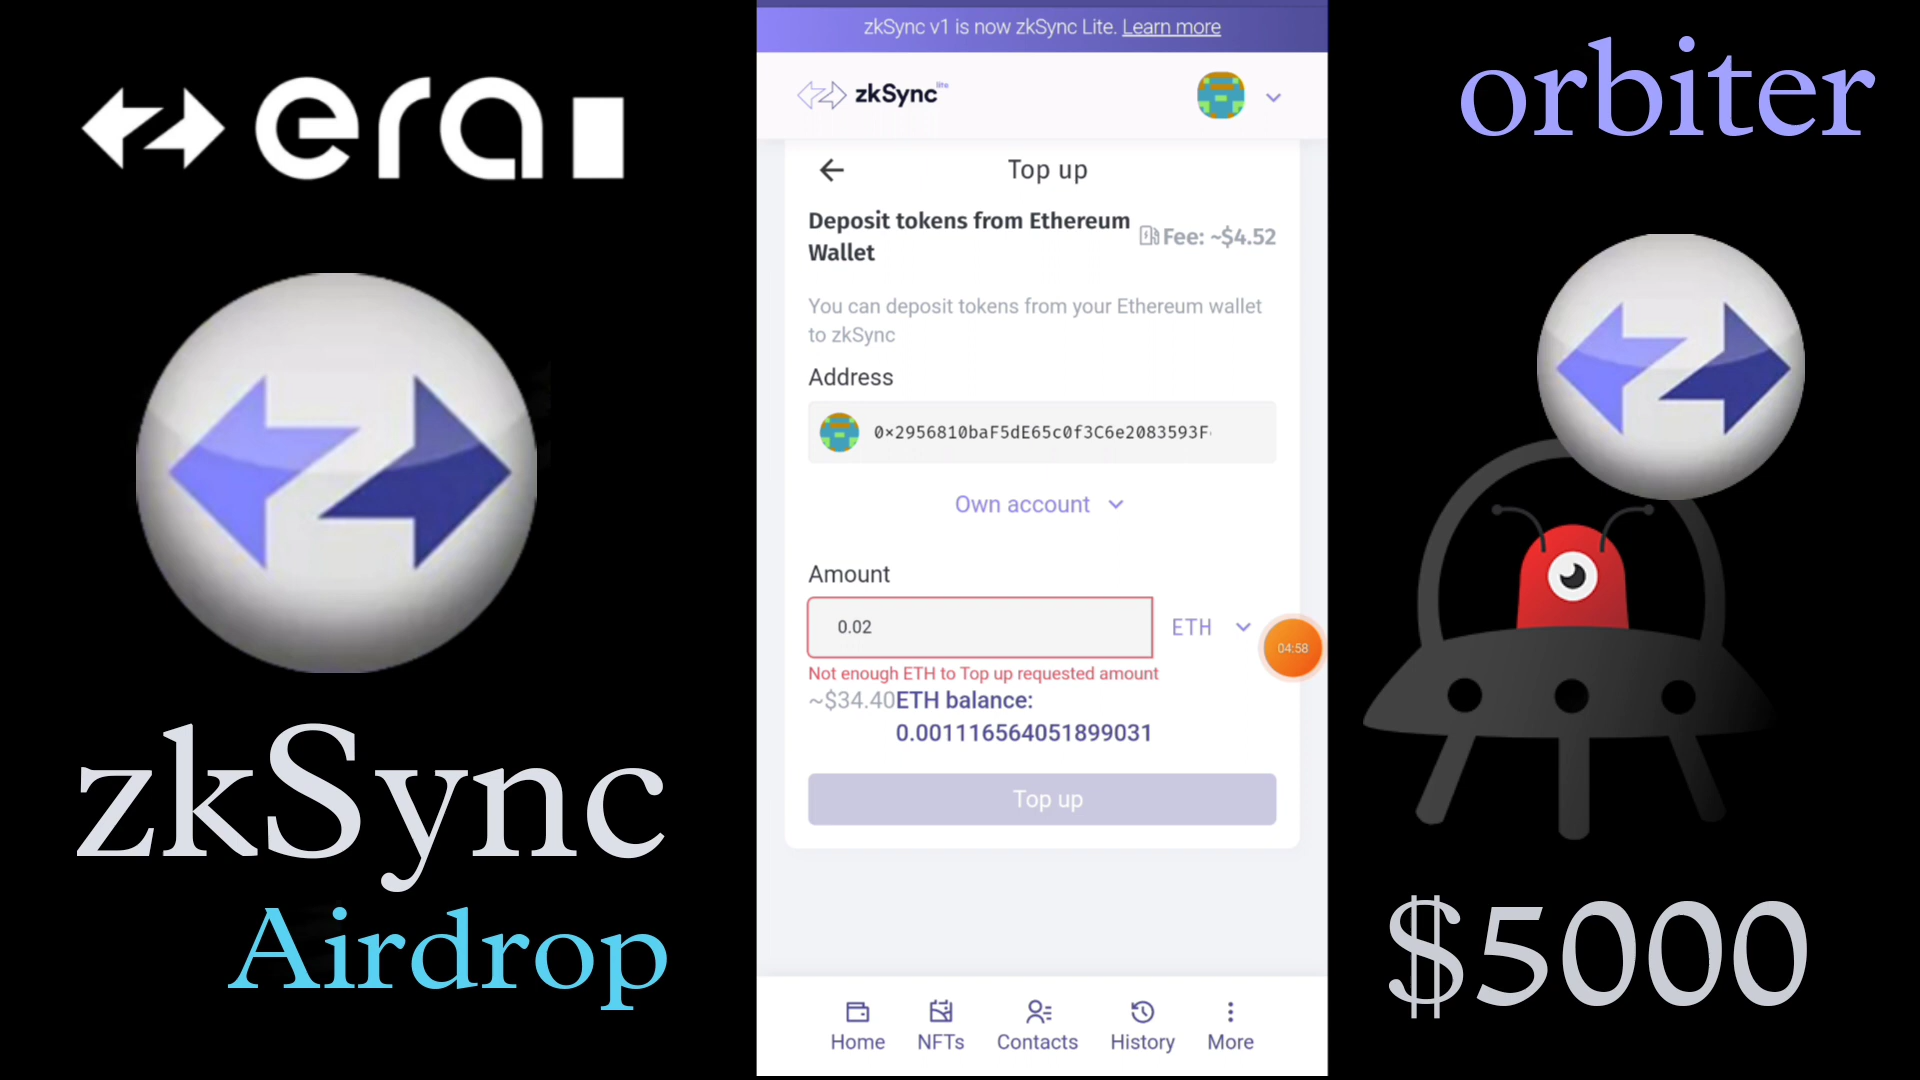 era
zkSync
Airdrop
zkSync v1 is now zkSync Lite. Learn more
zkSync lite
Top up
Deposit tokens from Ethereum
Wallet
Fee: ~$4.52
You can deposit tokens from your Ethereum wallet
to zkSync
Address
0×2956810baF5dE65c0f3C6e2083593F
Own account
Amount
0.02
ETH
04:58
Not enough ETH to Top up requested amount
~$34.40 ETH balance:
0.001116564051899031
Top up
Home NFTs Contacts History More
orbiter
$5000